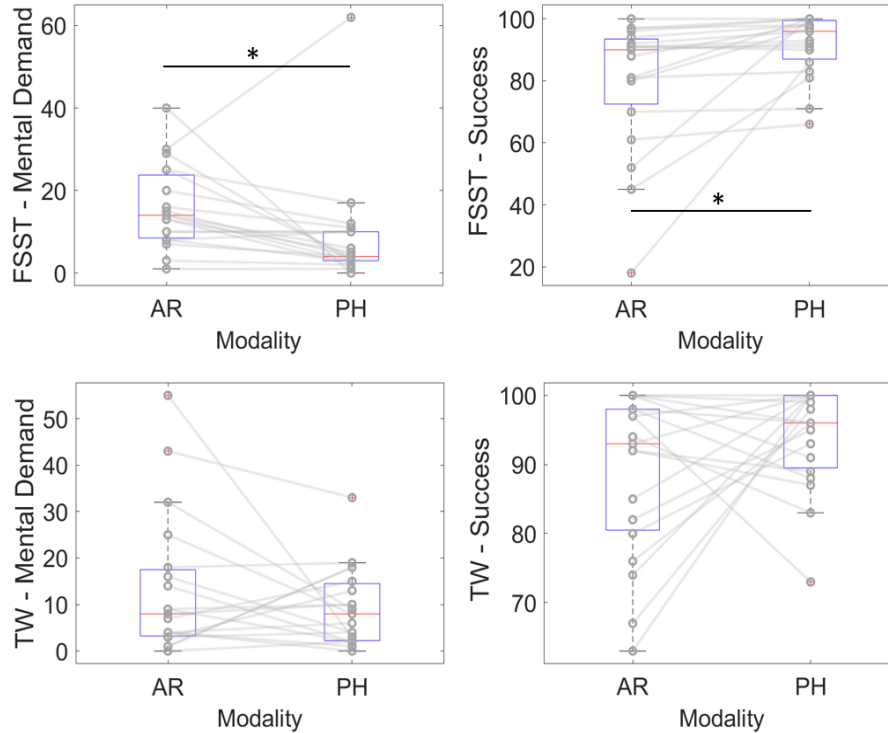 FSST - Mental Demand
60
40
20
0
*
AR
PH
Modality
FSST - Success
100
80
60
40
20
*
AR
PH
Modality
TW - Mental Demand
50
40
30
20
10
0
AR
PH
Modality
TW - Success
100
90
80
70
AR
PH
Modality